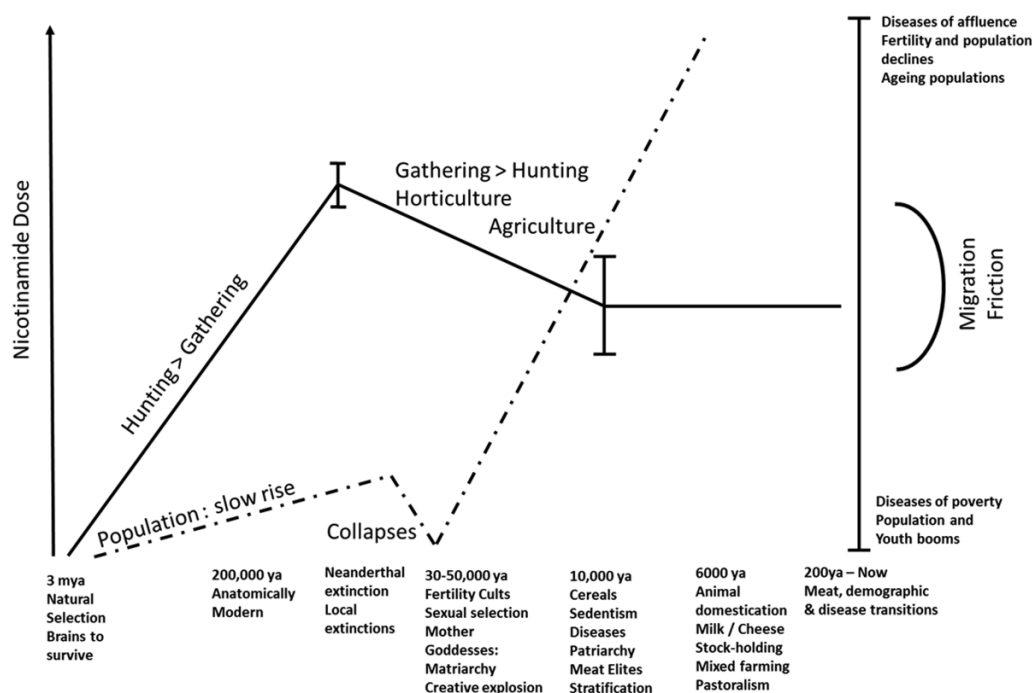 Nicotinamide Dose
Hunting > Gathering
Gathering > Hunting
Horticulture
Agriculture
Population : slow rise
Collapses
Diseases of affluence
Fertility and population
declines
Ageing populations
Migration
Friction
Diseases of poverty
Population and
Youth booms
3 mya
Natural
Selection
Brains to
survive
200,000 ya
Anatomically
Modern
Neanderthal
extinction
Local
extinctions
30-50,000 ya
Fertility Cults
Sexual selection
Mother
Goddesses:
Matriarchy
Creative explosion
10,000 ya
Cereals
Sedentism
Diseases
Patriarchy
Meat Elites
Stratification
6000 ya
Animal
domestication
Milk / Cheese
Stock-holding
Mixed farming
Pastoralism
200ya – Now
Meat, demographic
& disease transitions